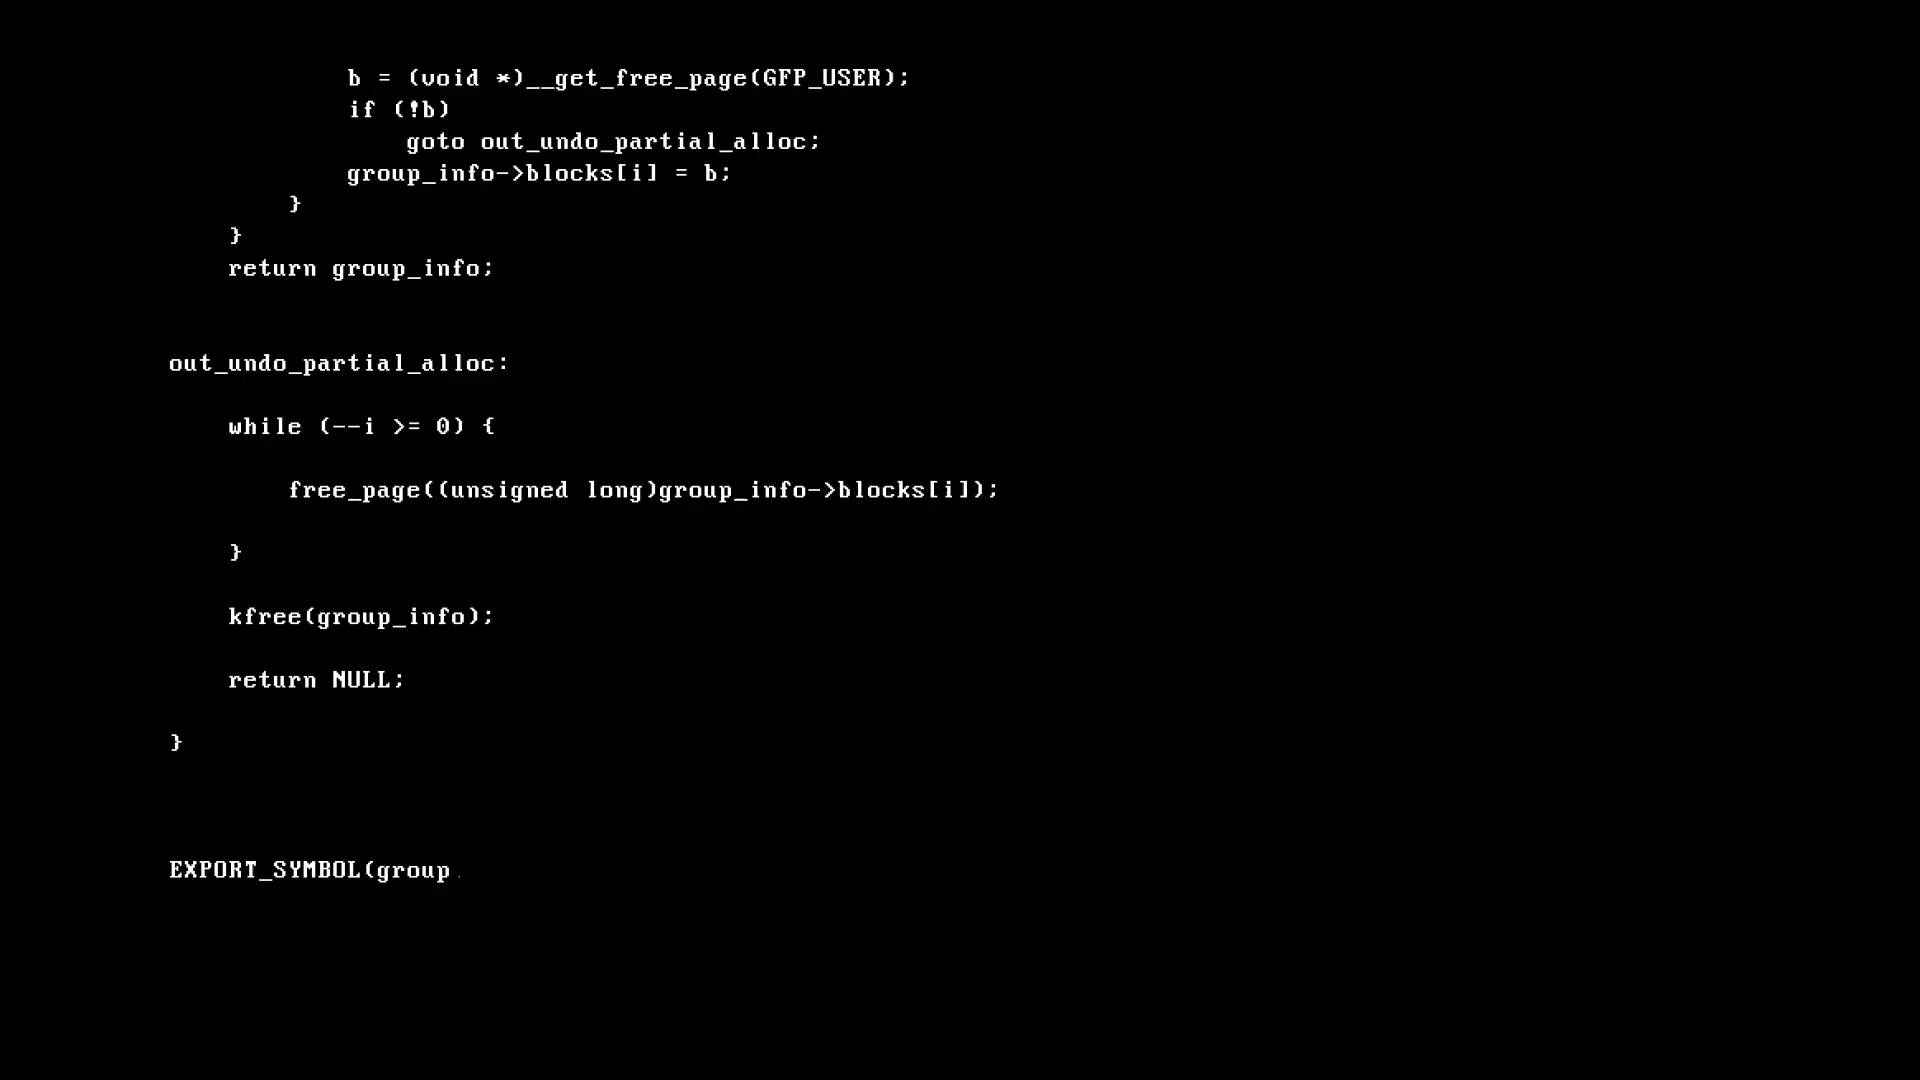 b = (void *)__get_free_page(GFP_USER);
if (!b)
goto out_undo_partial_alloc;
group_info->blocks[i] = b;
}
}
return group_info;
out_undo_partial_alloc:
while (--i >= 0) {
free_page((unsigned long)group_info->blocks[i]);
}
kfree(group_info);
return NULL;
}
EXPORT_SYMBOL(group